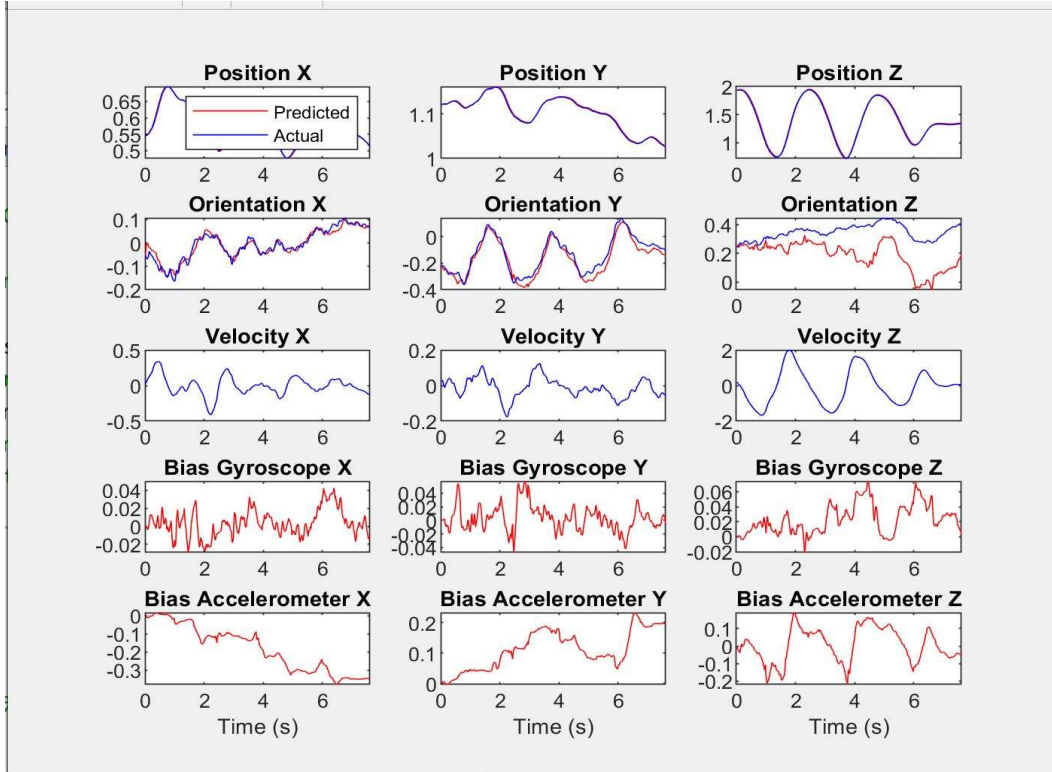 Position X Position Y Position Z
0.65
0.6
0.55
0.5
Predicted
Actual
0 2 4 6
1.1
1
0 2 4 6
2
1.5
1
0 2 4 6
Orientation X Orientation Y Orientation Z
0.1
0
-0.1
-0.2
0 2 4 6
0
-0.2
-0.4
0 2 4 6
0.4
0.2
0
0 2 4 6
Velocity X Velocity Y Velocity Z
0.5
0
-0.5
0 2 4 6
0.2
0
-0.2
0 2 4 6
2
0
-2
0 2 4 6
Bias Gyroscope X Bias Gyroscope Y Bias Gyroscope Z
0.04
0.02
0
-0.02
0 2 4 6
0.04
0.02
0
-0.02
-0.04
0 2 4 6
0.06
0.04
0.02
0
-0.02
0 2 4 6
Bias Accelerometer X Bias Accelerometer Y Bias Accelerometer Z
0
-0.1
-0.2
-0.3
0 2 4 6
Time (s)
0.2
0.1
0
0 2 4 6
Time (s)
0.1
0
-0.1
-0.2
0 2 4 6
Time (s)